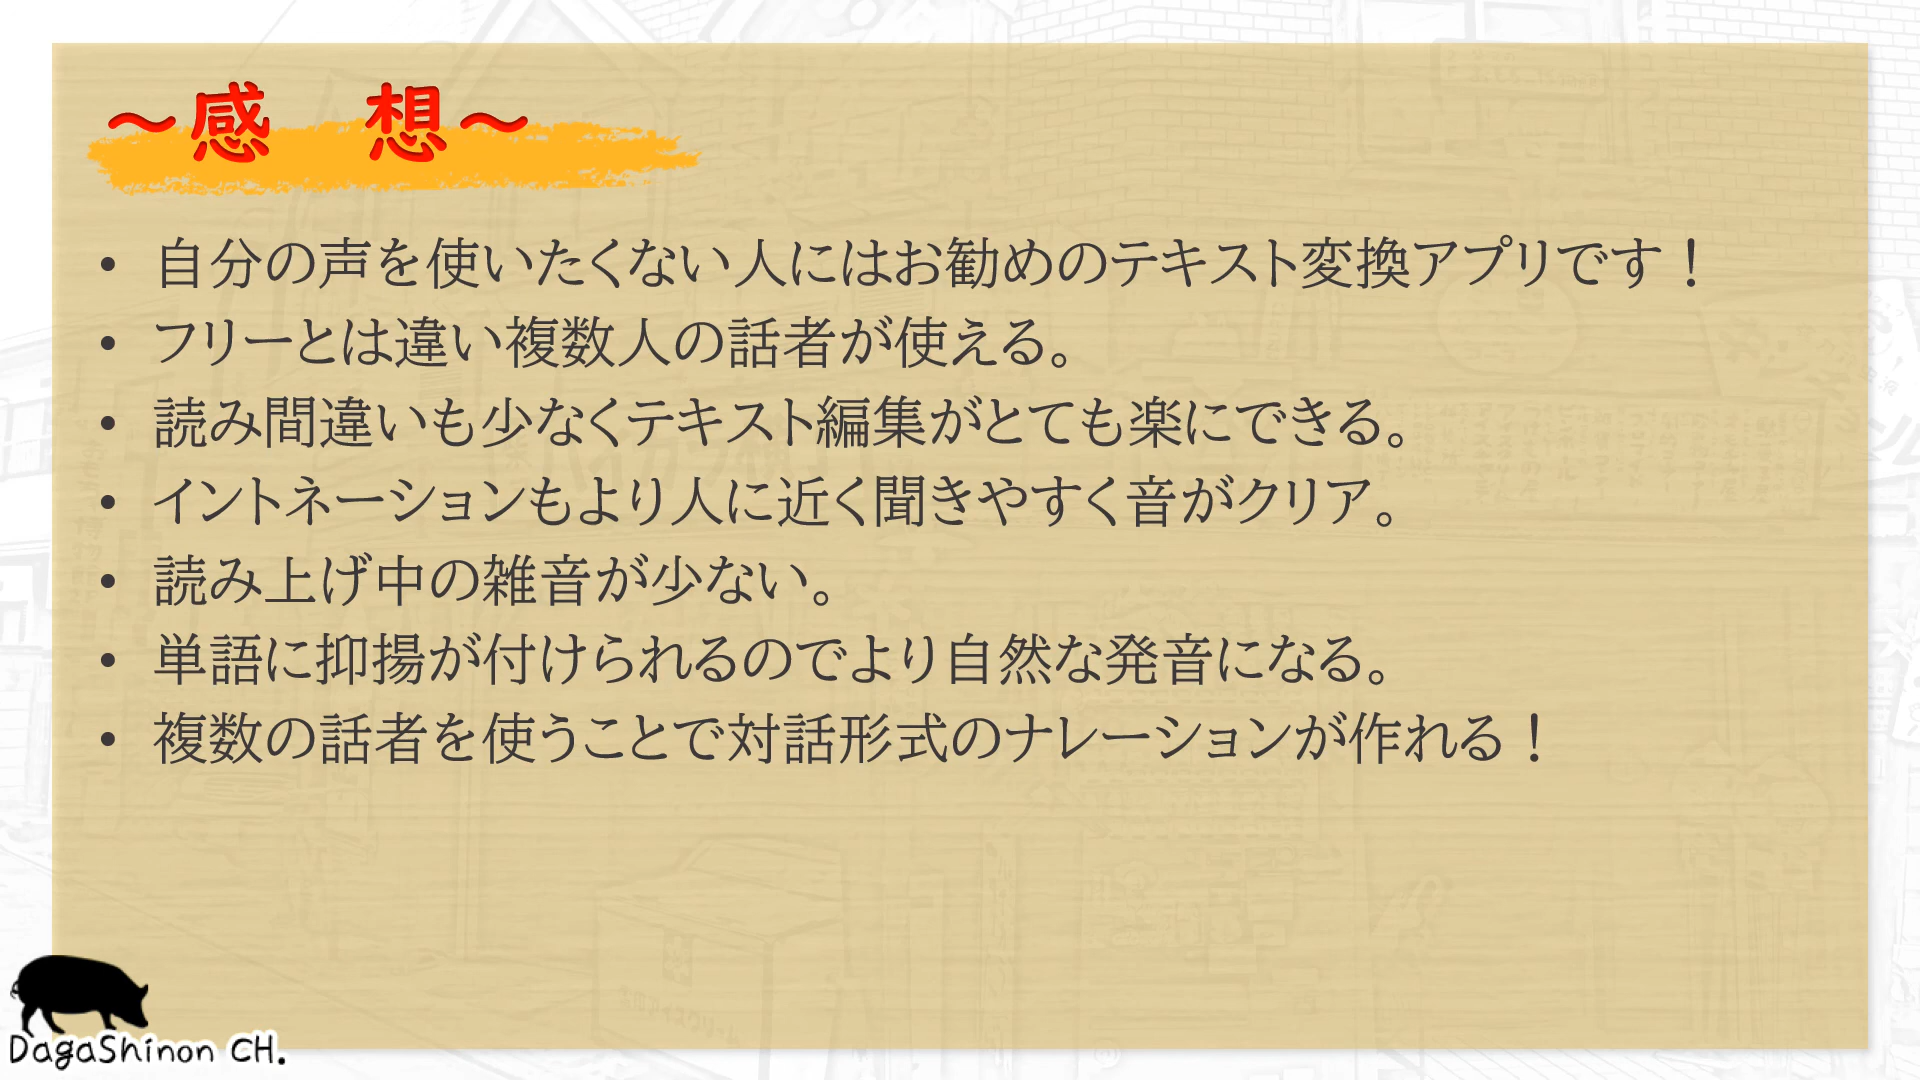 ～感　想～
• 自分の声を使いたくない人にはお勧めのテキスト変換アプリです！
• フリーとは違い複数人の話者が使える。
• 読み間違いも少なくテキスト編集がとても楽にできる。
• イントネーションもより人に近く聞きやすく音がクリア。
• 読み上げ中の雑音が少ない。
• 単語に抑揚が付けられるのでより自然な発音になる。
• 複数の話者を使うことで対話形式のナレーションが作れる！
DagaShinon CH.